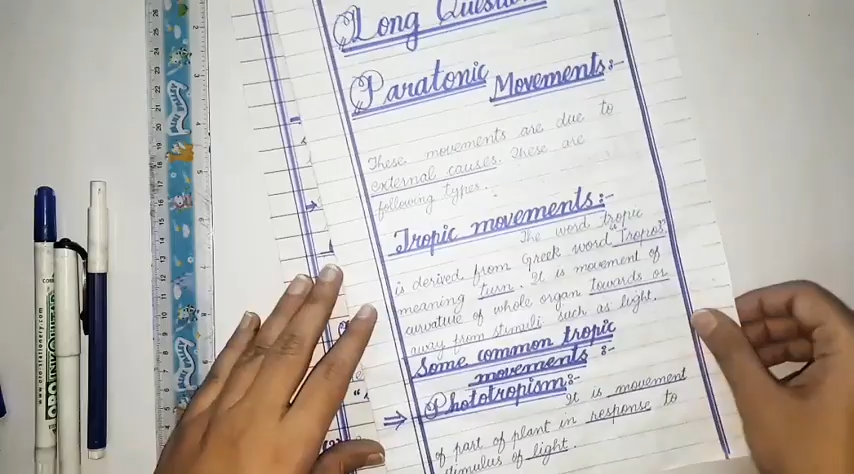 Long Question
Paratonic Movements:-
These movements are due to
external causes. These are
following types.
Tropic movements:-
The word tropic
is derived from Greek word "Tropos"
meaning turn. It is movement of
curvature of whole organ towards or
away from stimuli such as light.
Some common tropic
movements :-
⇒ Phototropism:-
It is movement
of part of plant in response to
stimulus of light.